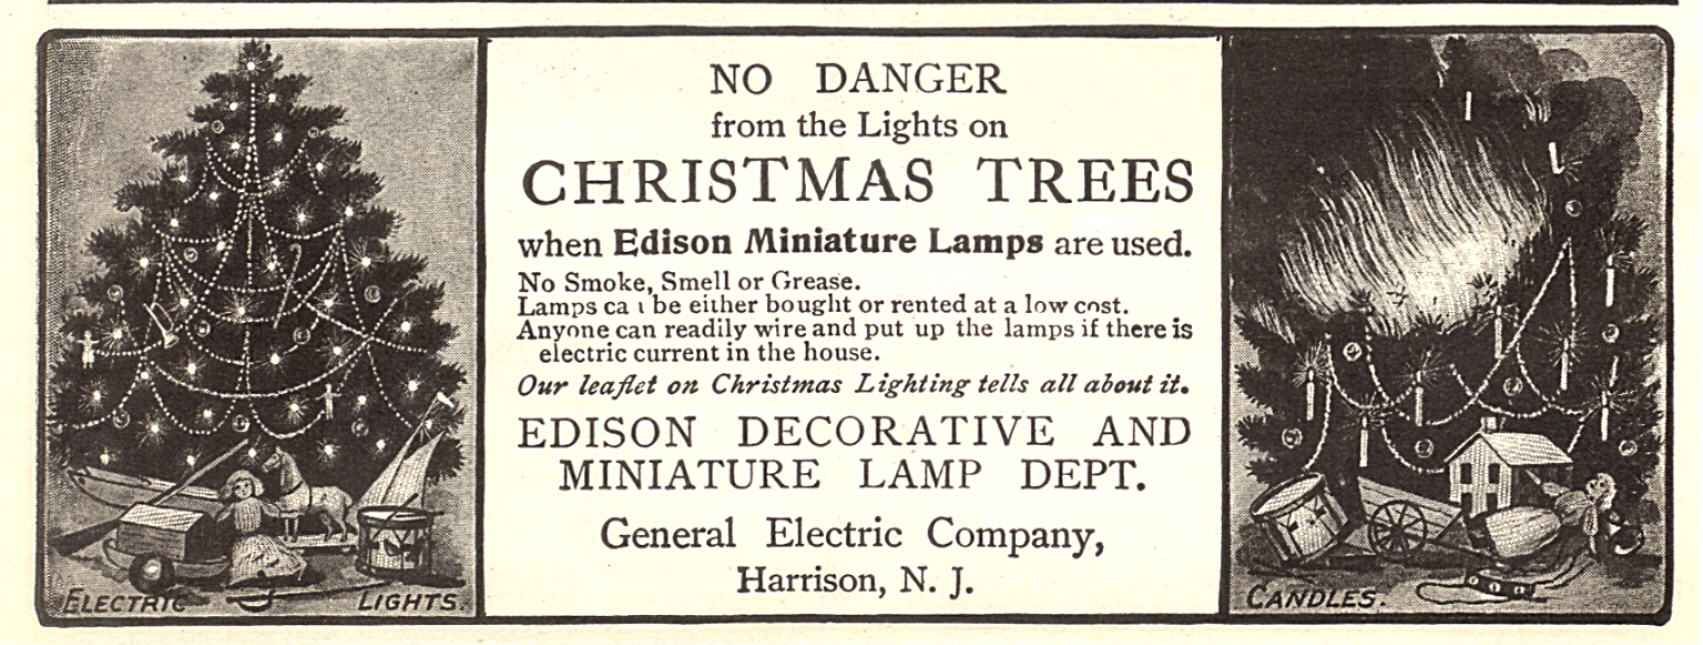 NO DANGER
from the Lights on
CHRISTMAS TREES
when Edison Miniature Lamps are used.
No Smoke, Smell or Grease.
Lamps can be either bought or rented at a low cost.
Anyone can readily wire and put up the lamps if there is
electric current in the house.
Our leaflet on Christmas Lighting tells all about it.
EDISON DECORATIVE AND
MINIATURE LAMP DEPT.
General Electric Company,
Harrison, N. J.
ELECTRIC LIGHTS.
CANDLES.